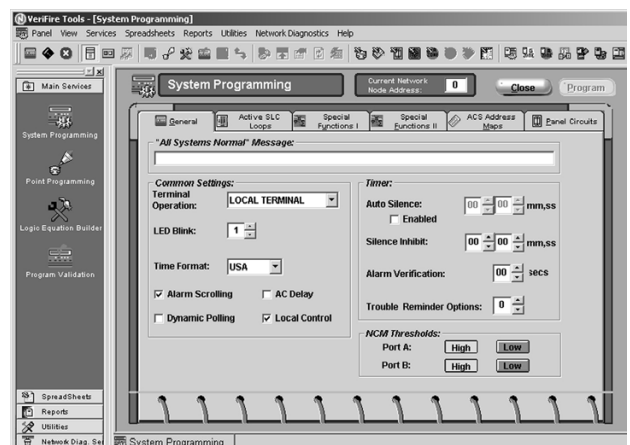 VeriFire Tools - [System Programming]
Panel View Services Spreadsheets Reports Utilities Network Diagnostics Help
Main Services
System Programming
Point Programming
Logic Equation Builder
Program Validation
SpreadSheets
Reports
Utilities
Network Diag. Se
System Programming
Current Network
Node Address:
0
Close
Program
General
Active SLC
Loops
Special
Functions I
Special
Functions II
ACS Address
Maps
Panel Circuits
"All Systems Normal" Message:
Common Settings:
Terminal
Operation:
LOCAL TERMINAL
LED Blink:
1
Time Format:
USA
Alarm Scrolling
AC Delay
Dynamic Polling
Local Control
Timer:
Auto Silence:
00 00 mm,ss
Enabled
Silence Inhibit:
00 00 mm,ss
Alarm Verification:
00 secs
Trouble Reminder Options:
0
NCM Thresholds:
Port A: High Low
Port B: High Low
System Programming